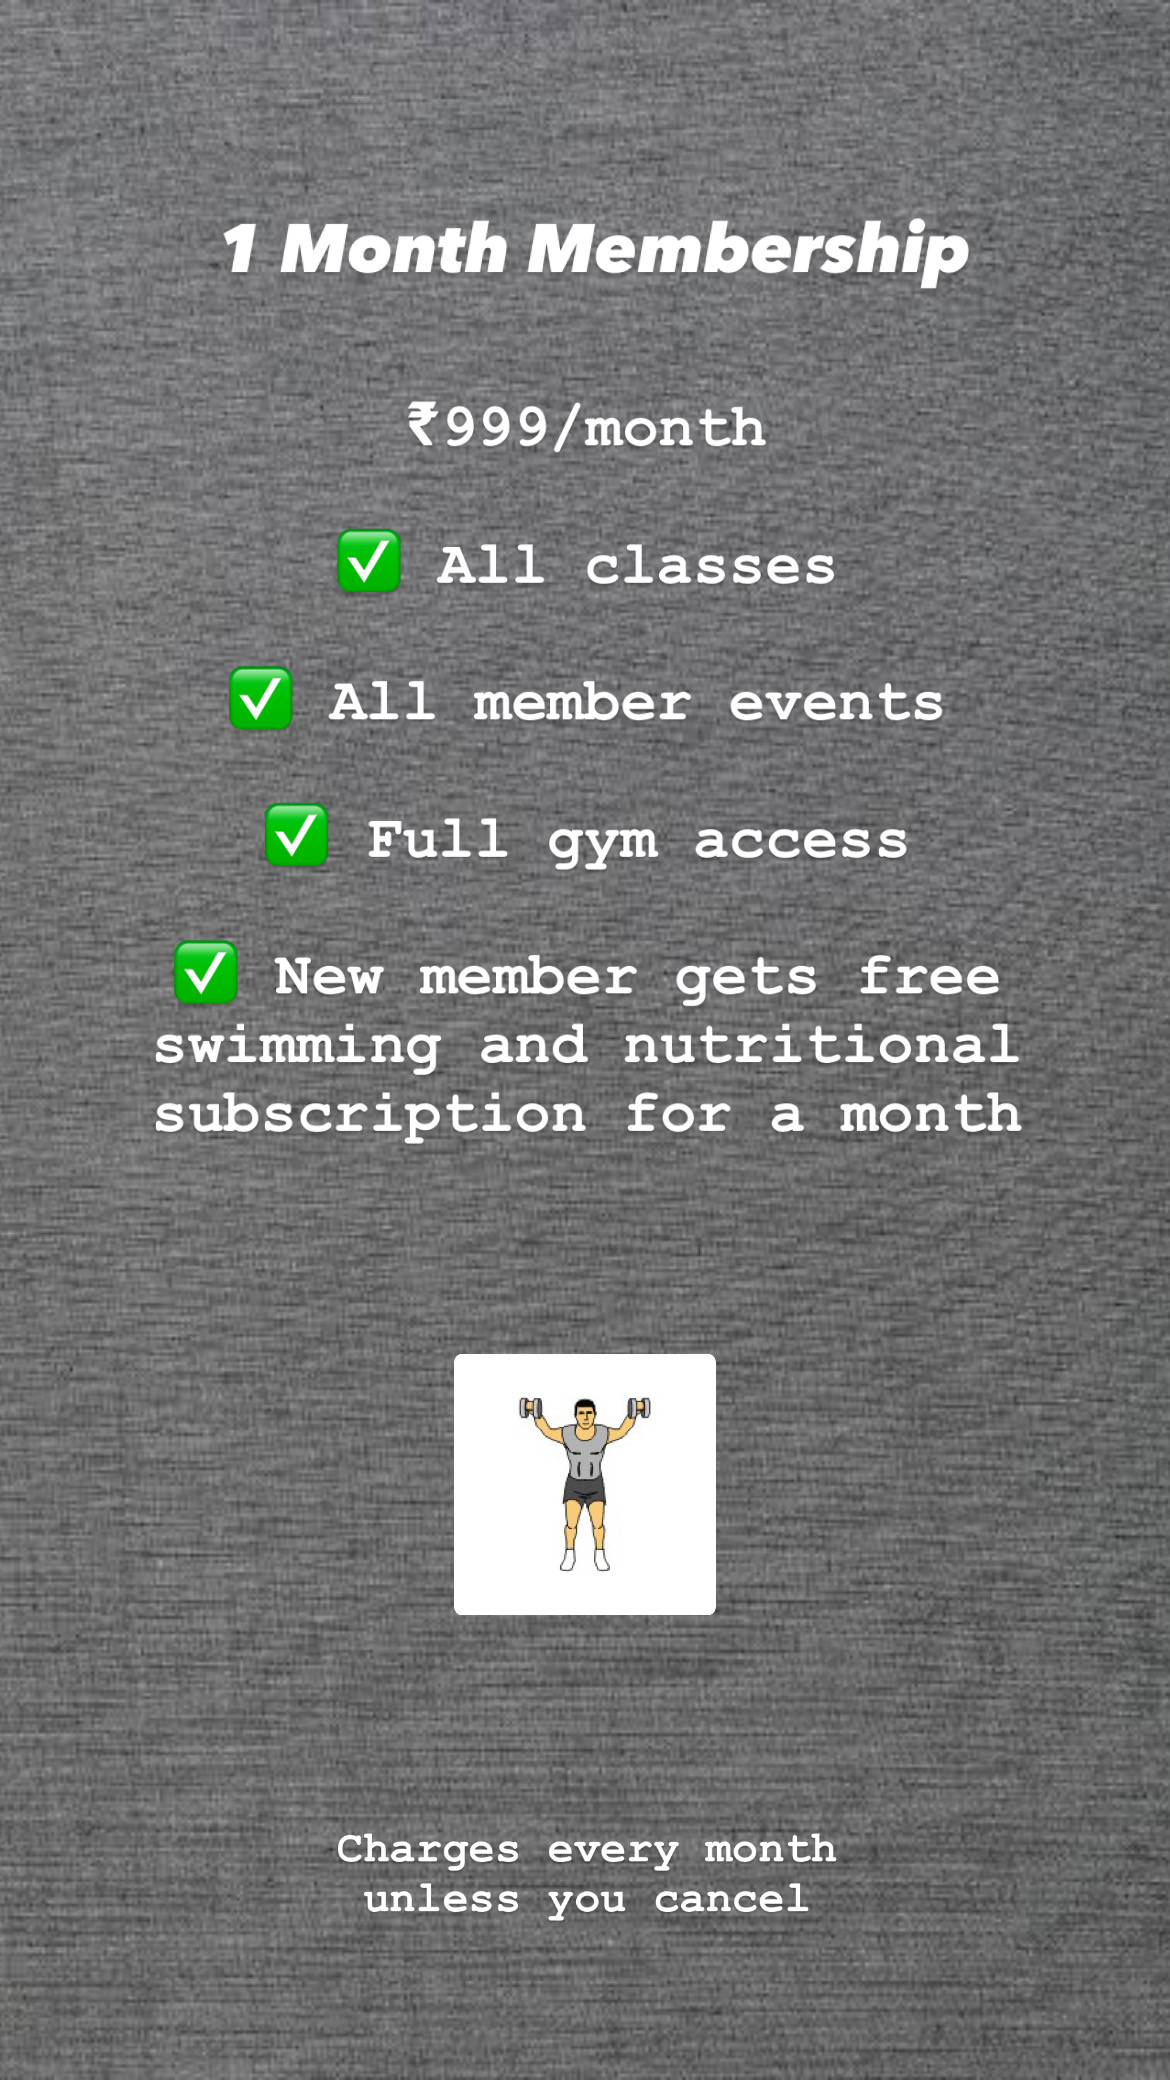 1 Month Membership
₹999/month
✅ All classes
✅ All member events
✅ Full gym access
✅ New member gets free
swimming and nutritional
subscription for a month
Charges every month
unless you cancel